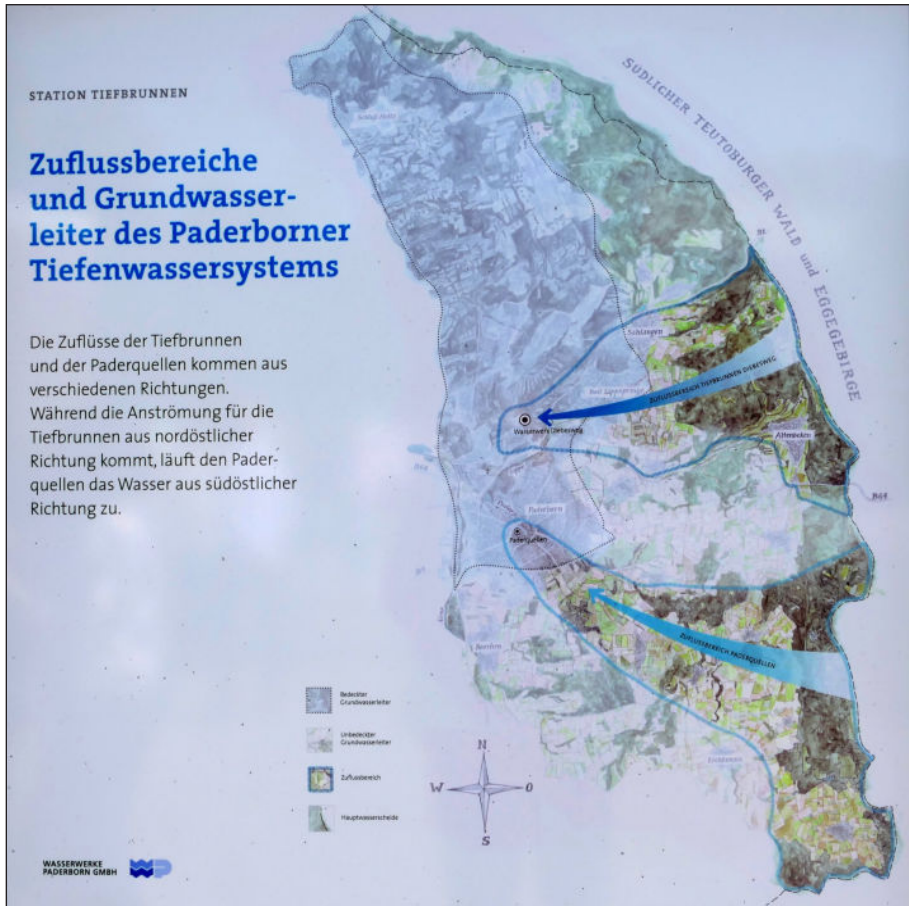 STATION TIEFBRUNNEN
Zuflussbereiche
und Grundwasser-
leiter des Paderborner
Tiefenwassersystems
Die Zuflüsse der Tiefbrunnen
und der Paderquellen kommen aus
verschiedenen Richtungen.
Während die Anströmung für die
Tiefbrunnen aus nordöstlicher
Richtung kommt, läuft den Pader-
quellen das Wasser aus südöstlicher
Richtung zu.
SÜDLICHER TEUTOBURGER WALD und EGGEGEBIRGE
Schlangen
ZUFLUSSBEREICH TIEFBRUNNEN DIEBESWEG
Bad Lippspringe
Wasserwerk Diebesweg
Altenbeken
B64
Paderborn
Paderquellen
ZUFLUSSBEREICH PADERQUELLEN
Borchen
Lichtenau
Bedeckter
Grundwasserleiter
Unbedeckter
Grundwasserleiter
Zuflussbereich
Hauptwasserscheide
N
W
O
S
WASSERWERKE
PADERBORN GMBH